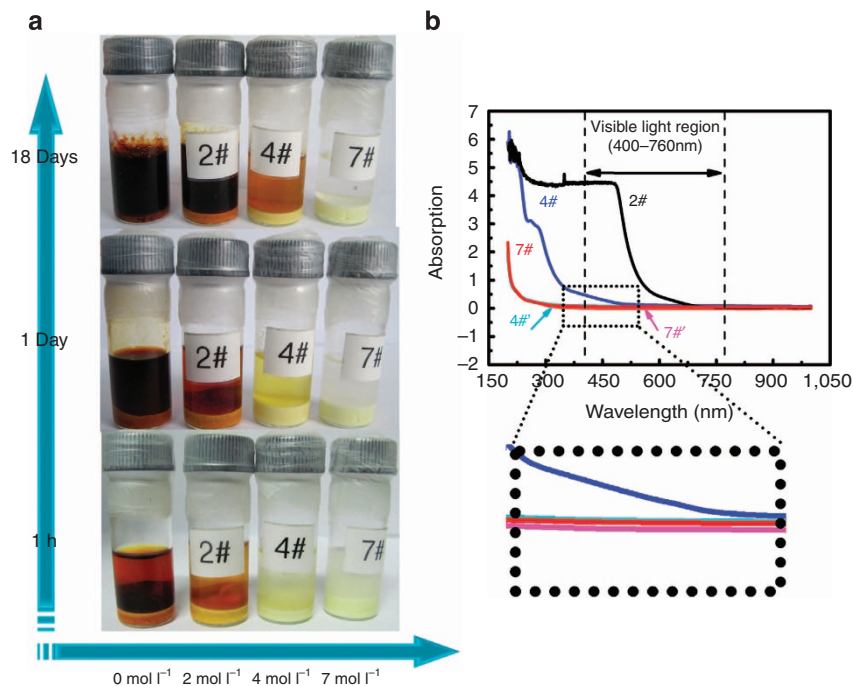 a
18 Days
2#
4#
7#
1 Day
2#
4#
7#
1 h
2#
4#
7#
0 mol l⁻¹ 2 mol l⁻¹ 4 mol l⁻¹ 7 mol l⁻¹
b
7
6
5
4
3
2
1
0
−1
−2
Absorption
Visible light region
(400–760nm)
4#
2#
7#
4#'
7#'
150 300 450 600 750 900 1,050
Wavelength (nm)